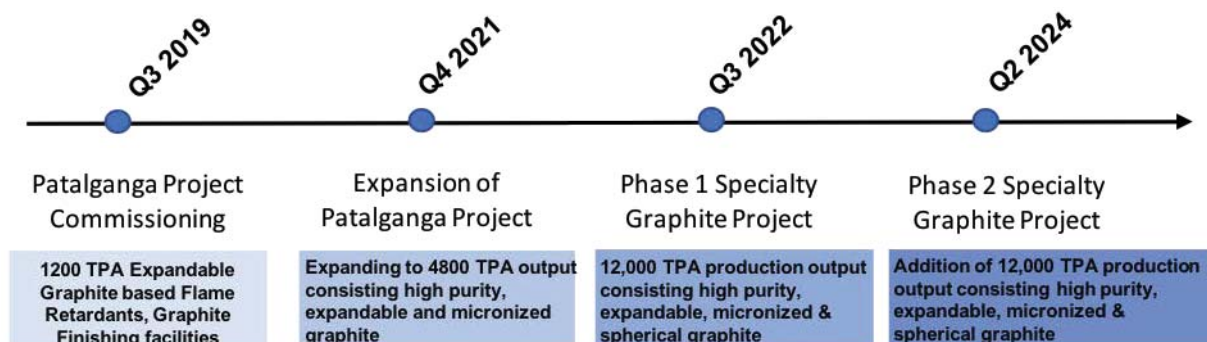 Q3 2019
Q4 2021
Q3 2022
Q2 2024
Patalganga Project
Commissioning
Expansion of
Patalganga Project
Phase 1 Specialty
Graphite Project
Phase 2 Specialty
Graphite Project
1200 TPA Expandable
Graphite based Flame
Retardants, Graphite
Finishing facilities
Expanding to 4800 TPA output
consisting high purity,
expandable and micronized
graphite
12,000 TPA production output
consisting high purity,
expandable, micronized &
spherical graphite
Addition of 12,000 TPA production
output consisting high purity,
expandable, micronized &
spherical graphite